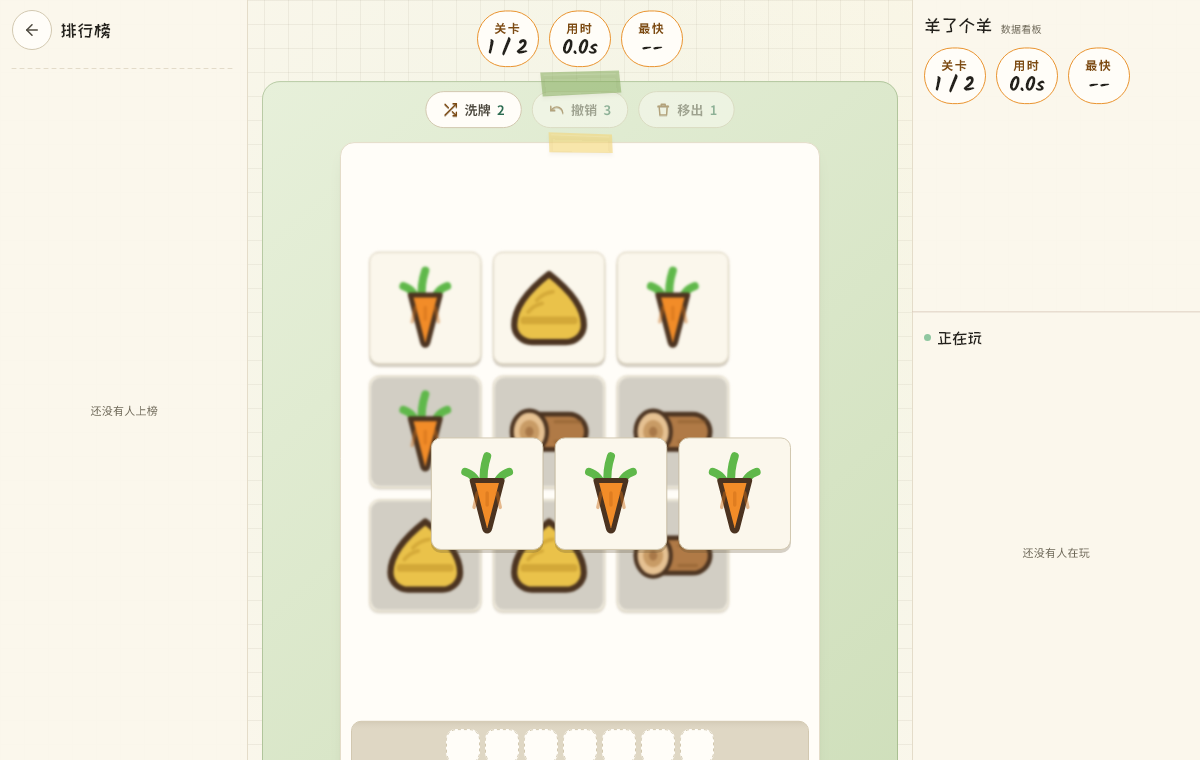 排行榜
还没有人上榜
关卡
1 / 2
用时
0.0s
最快
--
洗牌 2
撤销 3
移出 1
羊了个羊 数据看板
关卡
1 / 2
用时
0.0s
最快
--
正在玩
还没有人在玩